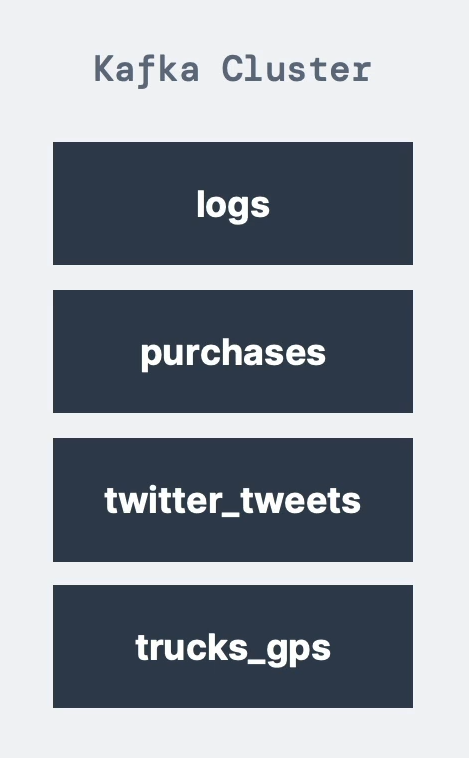 Kafka Cluster
logs
purchases
twitter_tweets
trucks_gps